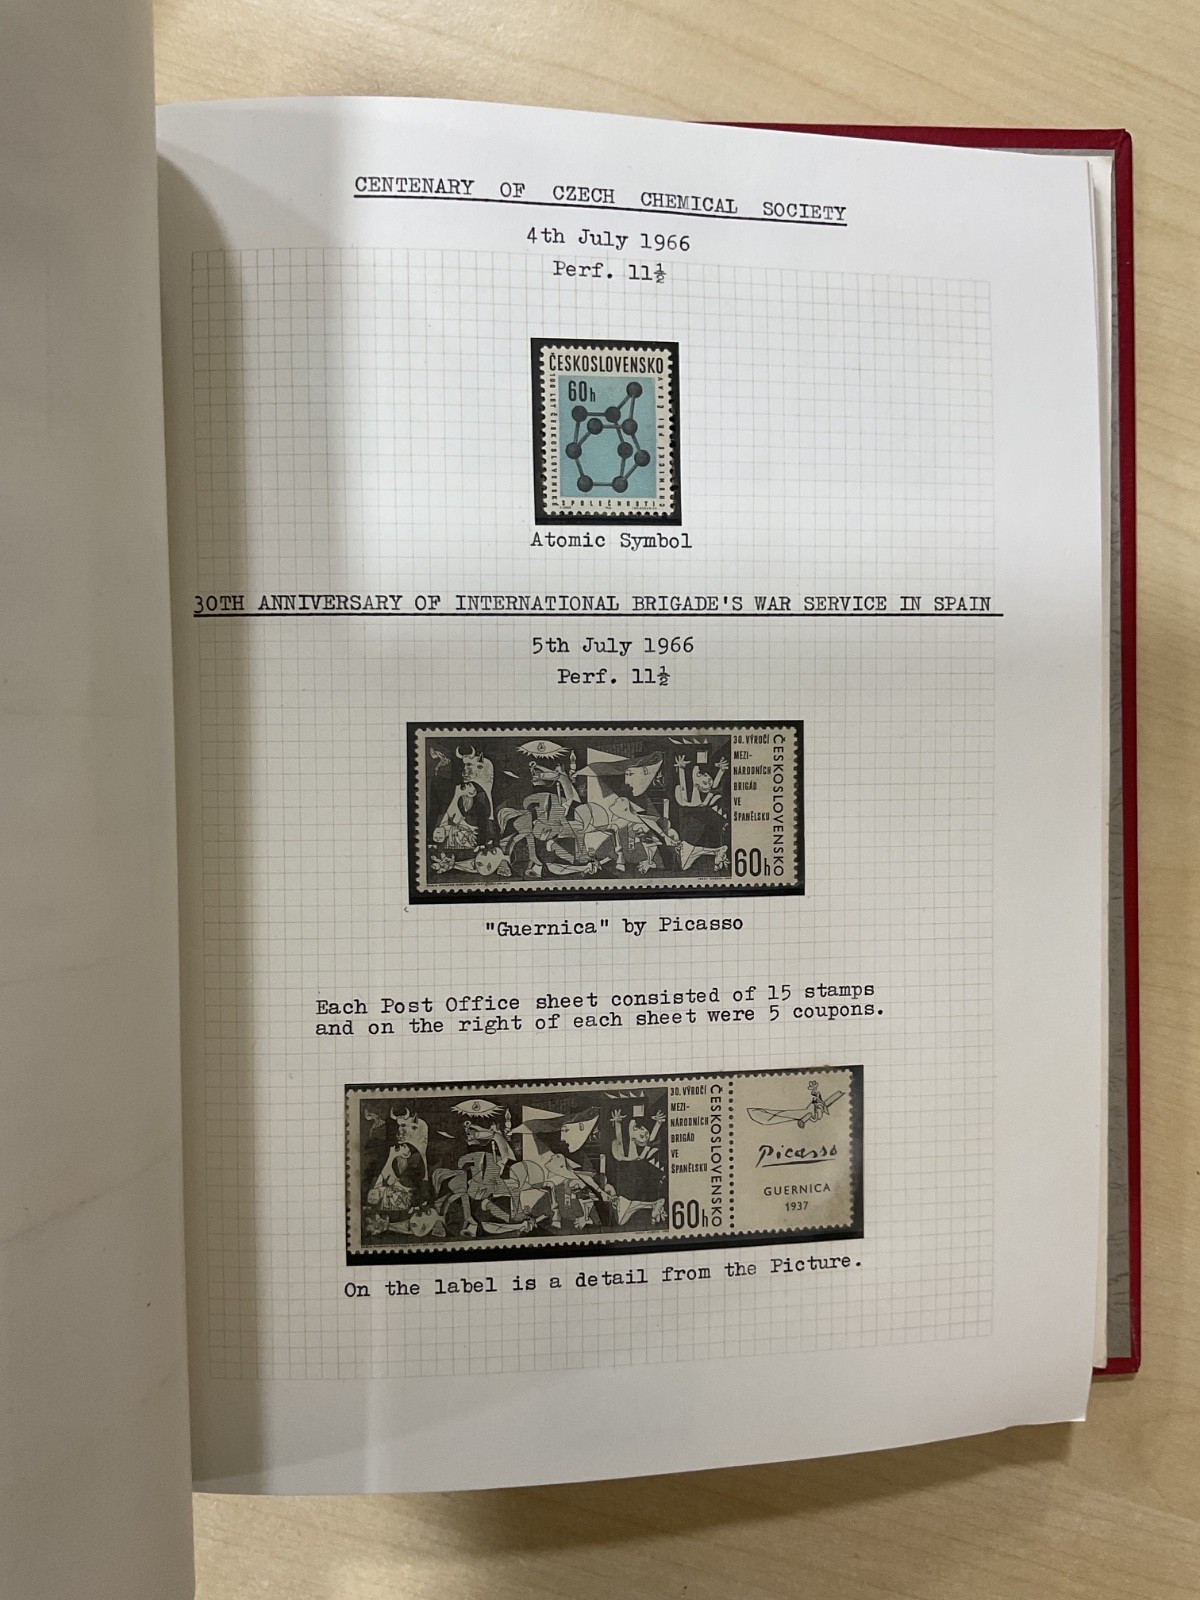 CENTENARY OF CZECH CHEMICAL SOCIETY
4th July 1966
Perf. 11½
ČESKOSLOVENSKO
60h
100 LET ČESKOSLOVENSKÉ
SPOLEČNOSTI
Atomic Symbol
30TH ANNIVERSARY OF INTERNATIONAL BRIGADE'S WAR SERVICE IN SPAIN
5th July 1966
Perf. 11½
30. VÝROČÍ
MEZI-
NÁRODNÍCH
BRIGÁD
VE
ŠPANĚLSKU
ČESKOSLOVENSKO
60h
"Guernica" by Picasso
Each Post Office sheet consisted of 15 stamps
and on the right of each sheet were 5 coupons.
30. VÝROČÍ
MEZI-
NÁRODNÍCH
BRIGÁD
VE
ŠPANĚLSKU
ČESKOSLOVENSKO
60h
Picasso
GUERNICA
1937
On the label is a detail from the Picture.